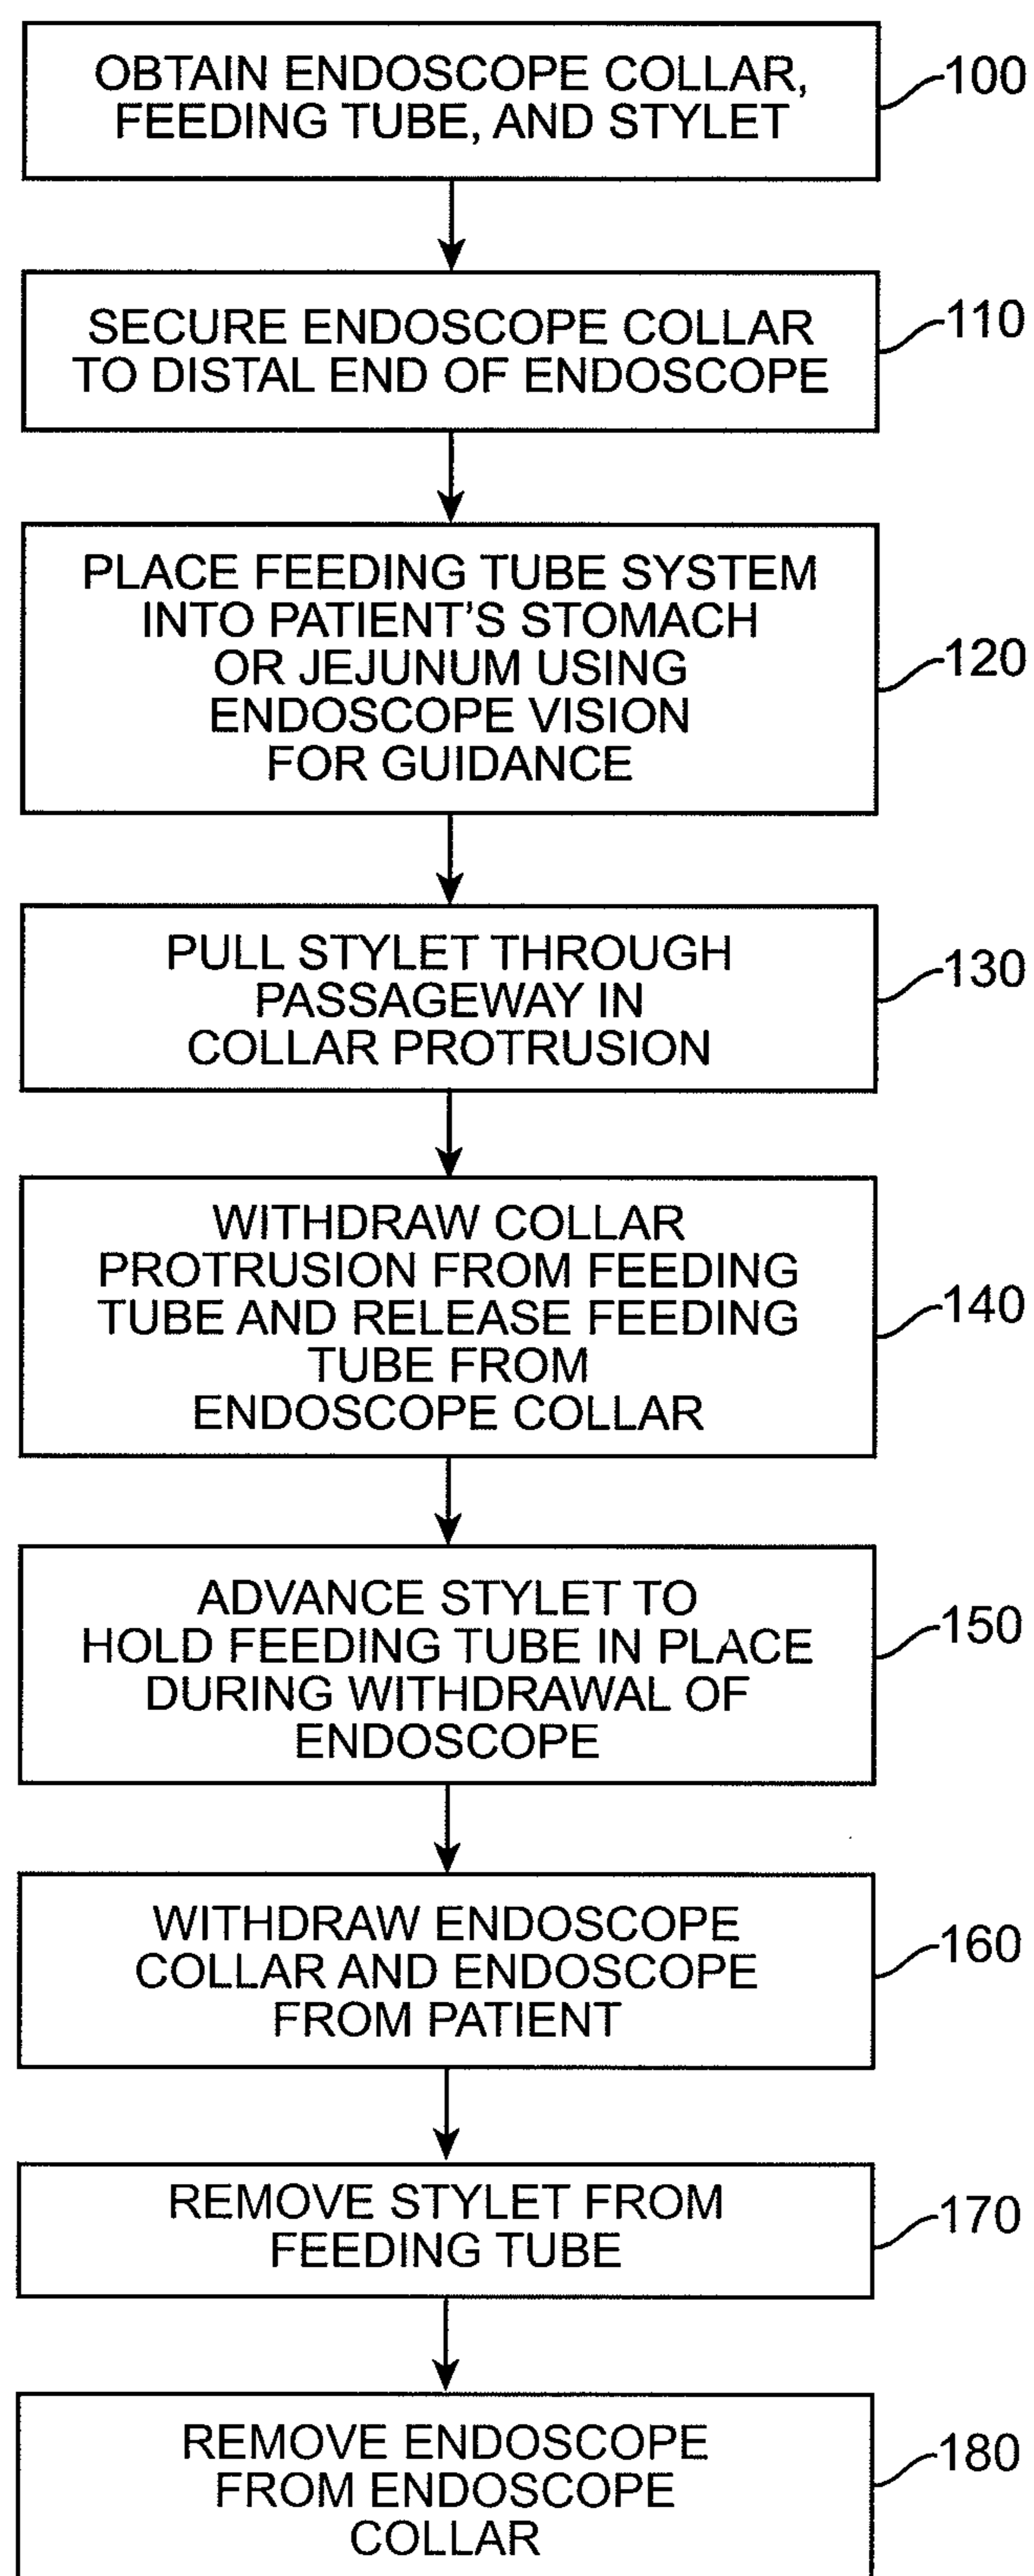 OBTAIN ENDOSCOPE COLLAR,
FEEDING TUBE, AND STYLET
100
SECURE ENDOSCOPE COLLAR
TO DISTAL END OF ENDOSCOPE
110
PLACE FEEDING TUBE SYSTEM
INTO PATIENT'S STOMACH
OR JEJUNUM USING
ENDOSCOPE VISION
FOR GUIDANCE
120
PULL STYLET THROUGH
PASSAGEWAY IN
COLLAR PROTRUSION
130
WITHDRAW COLLAR
PROTRUSION FROM FEEDING
TUBE AND RELEASE FEEDING
TUBE FROM
ENDOSCOPE COLLAR
140
ADVANCE STYLET TO
HOLD FEEDING TUBE IN PLACE
DURING WITHDRAWAL OF
ENDOSCOPE
150
WITHDRAW ENDOSCOPE
COLLAR AND ENDOSCOPE
FROM PATIENT
160
REMOVE STYLET FROM
FEEDING TUBE
170
REMOVE ENDOSCOPE
FROM ENDOSCOPE
COLLAR
180